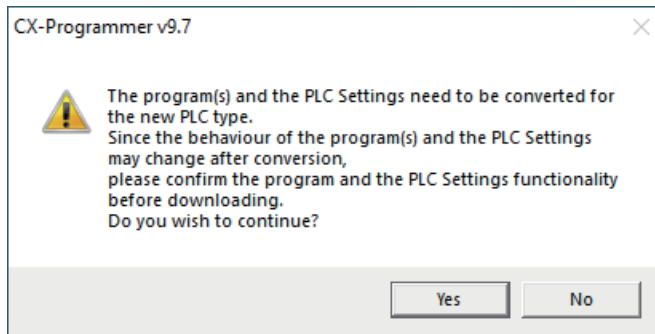 CX-Programmer v9.7
The program(s) and the PLC Settings need to be converted for
the new PLC type.
Since the behaviour of the program(s) and the PLC Settings
may change after conversion,
please confirm the program and the PLC Settings functionality
before downloading.
Do you wish to continue?
Yes
No